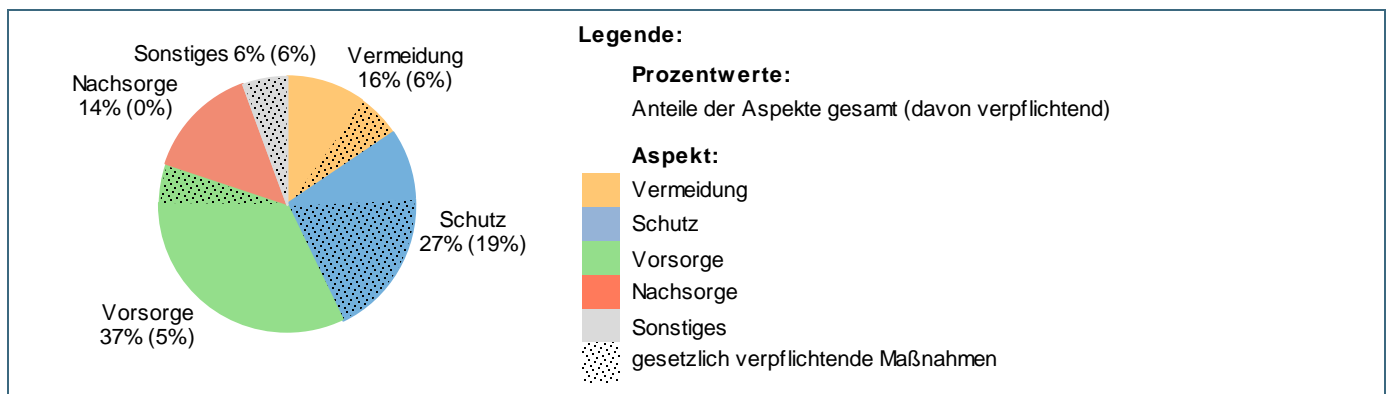 Sonstiges 6% (6%)
Vermeidung
16% (6%)
Nachsorge
14% (0%)
Schutz
27% (19%)
Vorsorge
37% (5%)
Legende:
Prozentwerte:
Anteile der Aspekte gesamt (davon verpflichtend)
Aspekt:
Vermeidung
Schutz
Vorsorge
Nachsorge
Sonstiges
gesetzlich verpflichtende Maßnahmen